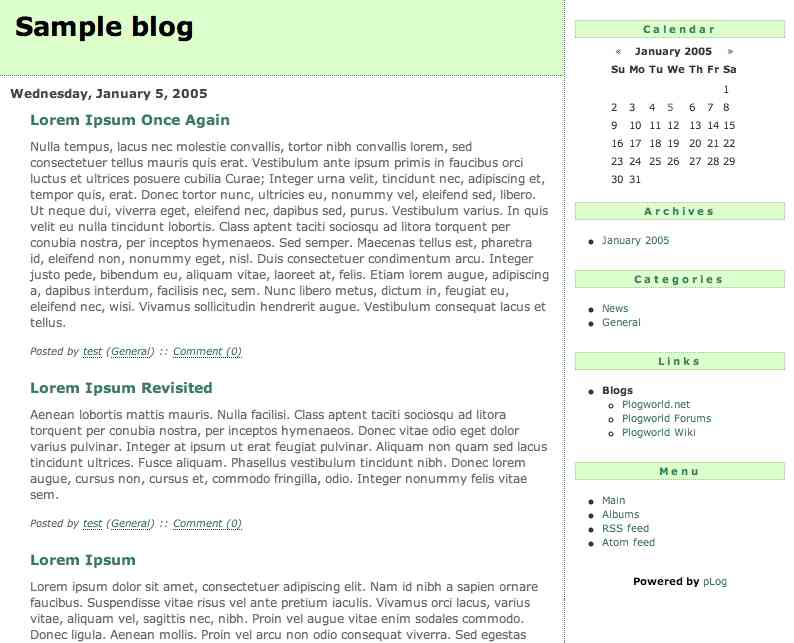 Sample blog
Wednesday, January 5, 2005
Lorem Ipsum Once Again
Nulla tempus, lacus nec molestie convallis, tortor nibh convallis lorem, sed
consectetuer tellus mauris quis erat. Vestibulum ante ipsum primis in faucibus orci
luctus et ultrices posuere cubilia Curae; Integer urna velit, tincidunt nec, adipiscing et,
tempor quis, erat. Donec tortor nunc, ultricies eu, nonummy vel, eleifend sed, libero.
Ut neque dui, viverra eget, eleifend nec, dapibus sed, purus. Vestibulum varius. In quis
velit eu nulla tincidunt lobortis. Class aptent taciti sociosqu ad litora torquent per
conubia nostra, per inceptos hymenaeos. Sed semper. Maecenas tellus est, pharetra
id, eleifend non, nonummy eget, nisl. Duis consectetuer condimentum arcu. Integer
justo pede, bibendum eu, aliquam vitae, laoreet at, felis. Etiam lorem augue, adipiscing
a, dapibus interdum, facilisis nec, sem. Nunc libero metus, dictum in, feugiat eu,
eleifend nec, wisi. Vivamus sollicitudin hendrerit augue. Vestibulum consequat lacus et
tellus.
Posted by test (General) :: Comment (0)
Lorem Ipsum Revisited
Aenean lobortis mattis mauris. Nulla facilisi. Class aptent taciti sociosqu ad litora
torquent per conubia nostra, per inceptos hymenaeos. Donec vitae odio eget dolor
varius pulvinar. Integer at ipsum ut erat feugiat pulvinar. Aliquam non quam sed lacus
tincidunt ultrices. Fusce aliquam. Phasellus vestibulum tincidunt nibh. Donec lorem
augue, cursus non, cursus et, commodo fringilla, odio. Integer nonummy felis vitae
sem.
Posted by test (General) :: Comment (0)
Lorem Ipsum
Lorem ipsum dolor sit amet, consectetuer adipiscing elit. Nam id nibh a sapien ornare
faucibus. Suspendisse vitae risus vel ante pretium iaculis. Vivamus orci lacus, varius
vitae, aliquam vel, sagittis nec, nibh. Proin vel augue vitae enim sodales commodo.
Donec ligula. Aenean mollis. Proin vel arcu non odio consequat viverra. Sed egestas
Calendar
« January 2005 »
Su Mo Tu We Th Fr Sa
1
2 3 4 5 6 7 8
9 10 11 12 13 14 15
16 17 18 19 20 21 22
23 24 25 26 27 28 29
30 31
Archives
January 2005
Categories
News
General
Links
Blogs
Plogworld.net
Plogworld Forums
Plogworld Wiki
Menu
Main
Albums
RSS feed
Atom feed
Powered by pLog